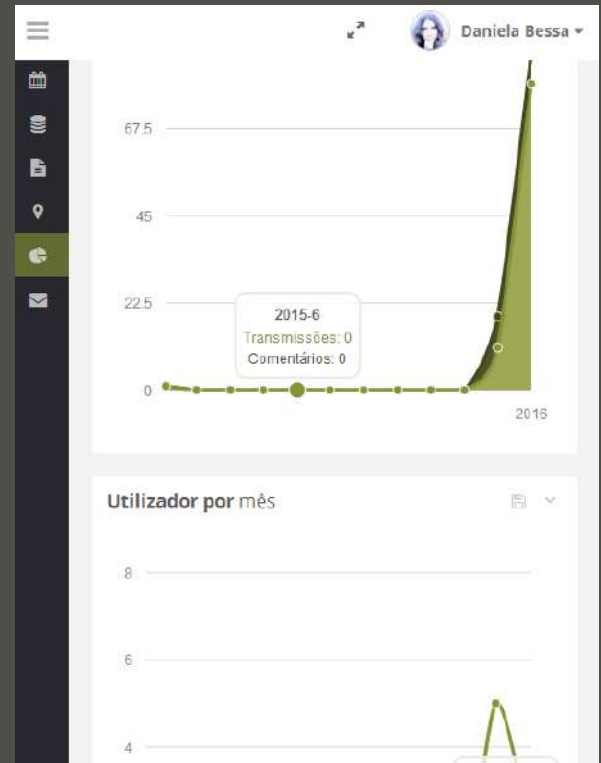 Daniela Bessa
67.5
45
22.5
2015-6
Transmissões: 0
Comentários: 0
0
2016
Utilizador por mês
8
6
4